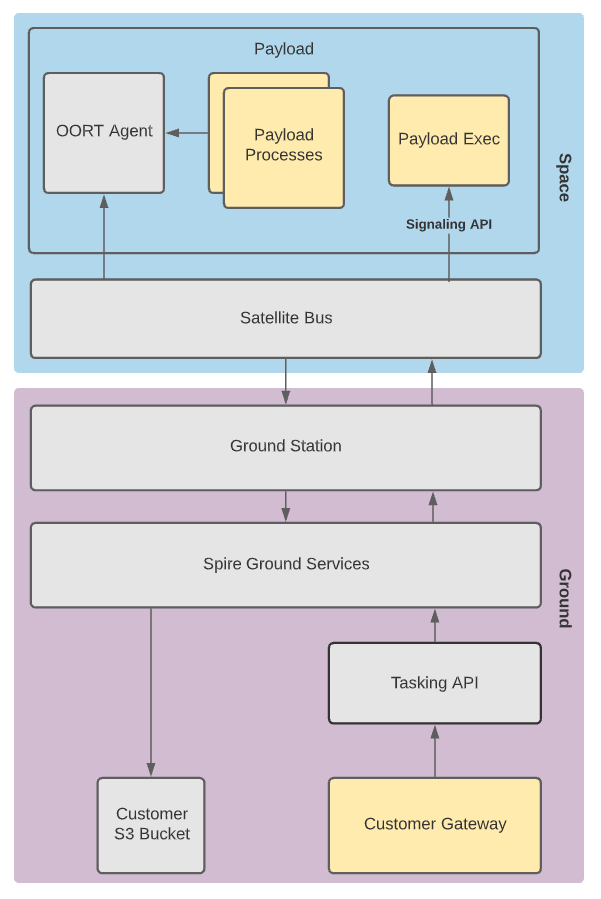 Payload
OORT Agent
Payload
Processes
Payload Exec
Signaling API
Space
Satellite Bus
Ground Station
Spire Ground Services
Ground
Tasking API
Customer
S3 Bucket
Customer Gateway